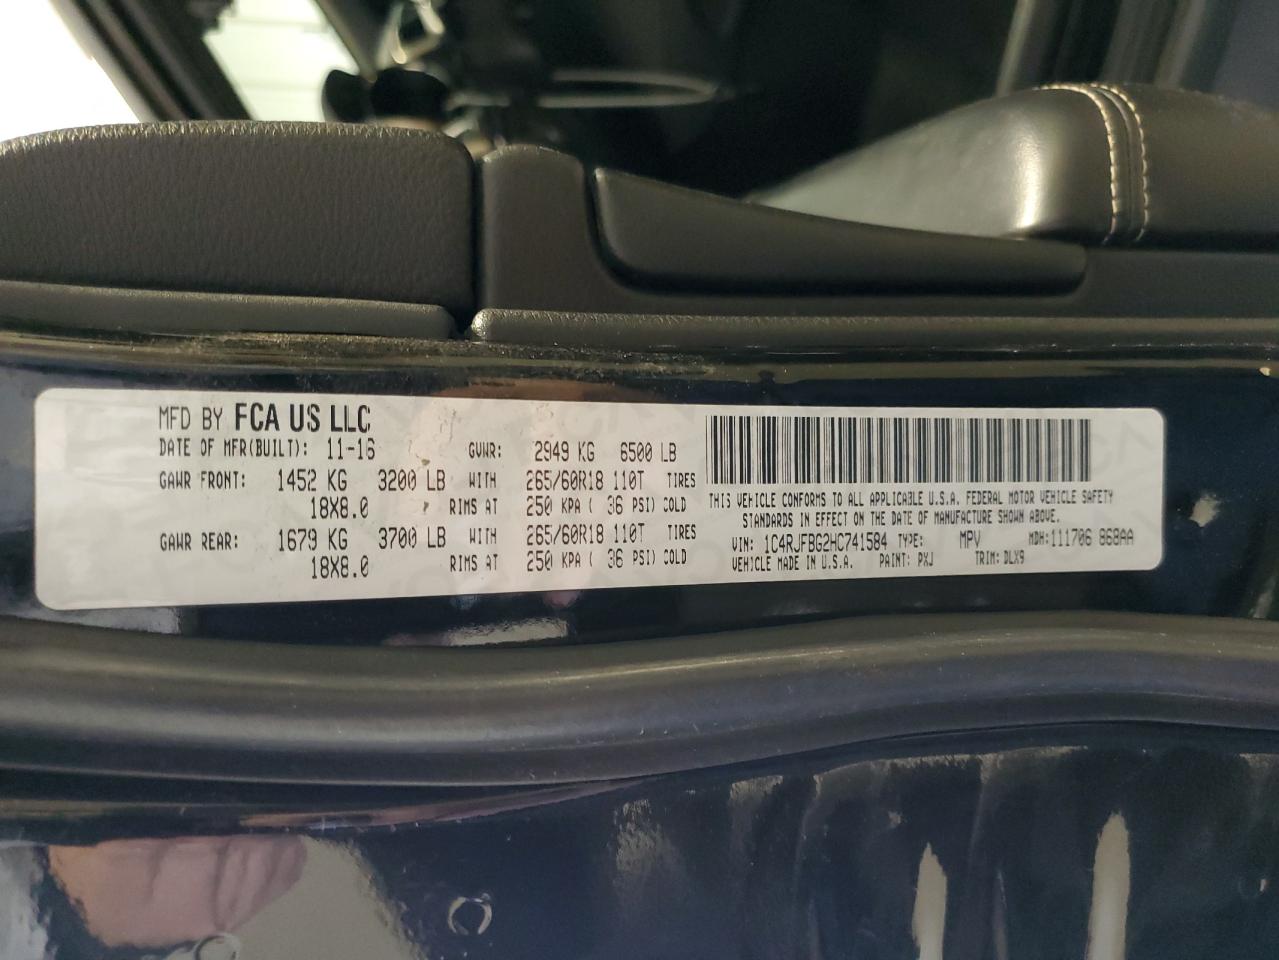 MFD BY FCA US LLC
DATE OF MFR(BUILT): 11-16 GVWR: 2949 KG 6500 LB
GAWR FRONT: 1452 KG 3200 LB WITH 265/60R18 110T TIRES
18X8.0 RIMS AT 250 KPA ( 36 PSI) COLD
GAWR REAR: 1679 KG 3700 LB WITH 265/60R18 110T TIRES
18X8.0 RIMS AT 250 KPA ( 36 PSI) COLD
THIS VEHICLE CONFORMS TO ALL APPLICABLE U.S.A. FEDERAL MOTOR VEHICLE SAFETY
STANDARDS IN EFFECT ON THE DATE OF MANUFACTURE SHOWN ABOVE.
VIN: 1C4RJFBG2HC741584 TYPE: MPV MDH: 111706 868AA
VEHICLE MADE IN U.S.A. PAINT: PXJ TRIM: DLX9